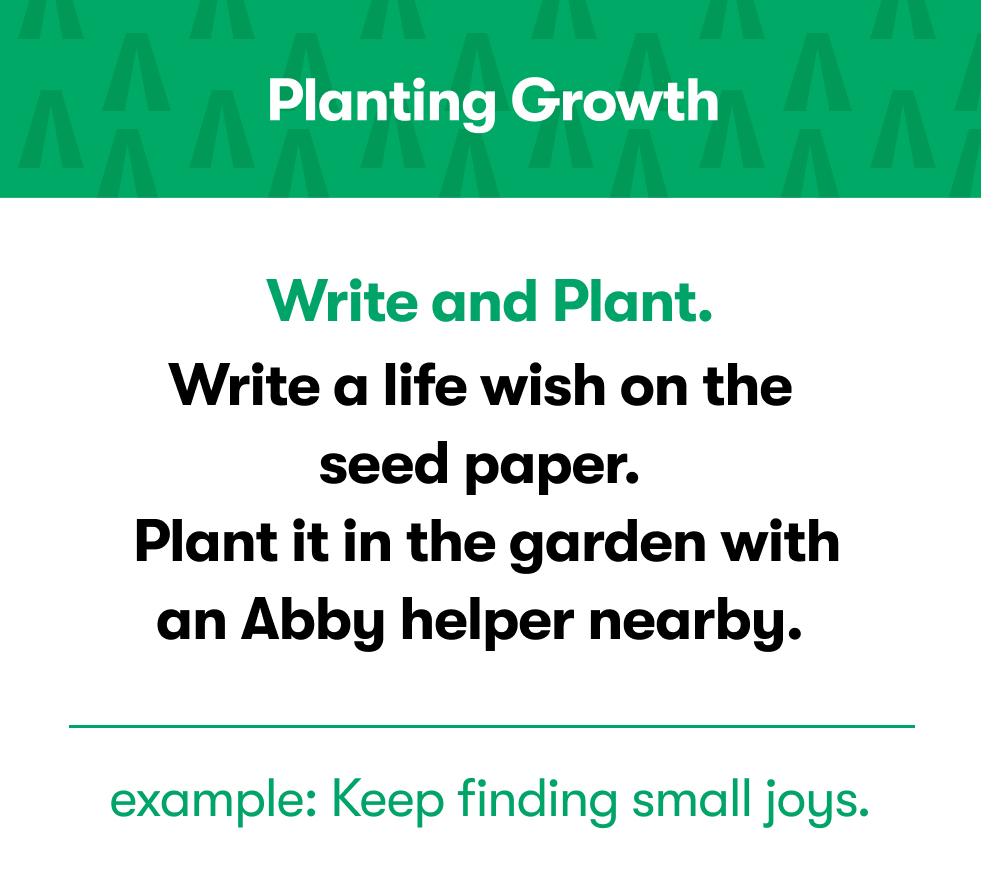 Planting Growth
Write and Plant.
Write a life wish on the
seed paper.
Plant it in the garden with
an Abby helper nearby.
example: Keep finding small joys.